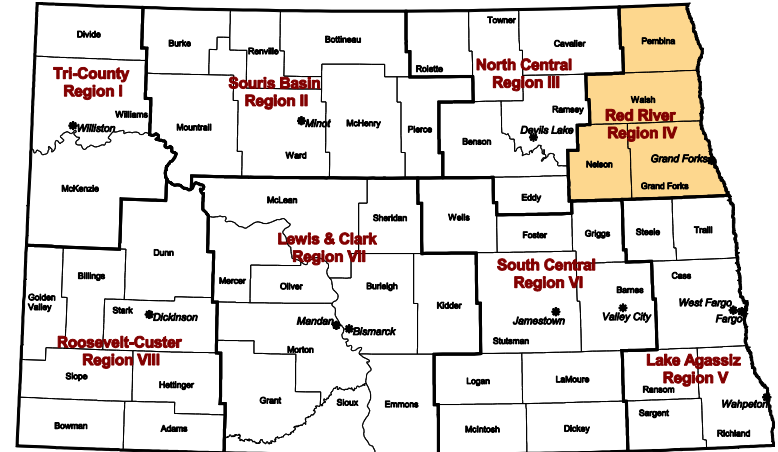 Divide
Burke
Renville
Bottineau
Rolette
Towner
Cavalier
Pembina
Tri-County
Region I
Williams
Williston
Souris Basin
Region II
Mountrail
Minot
Ward
McHenry
Pierce
North Central
Region III
Ramsey
Benson
Devils Lake
Walsh
Red River
Region IV
Nelson
Grand Forks
Grand Forks
McKenzie
McLean
Sheridan
Wells
Eddy
Foster
Griggs
Steele
Traill
Dunn
Lewis & Clark
Region VII
Mercer
Oliver
Burleigh
Kidder
South Central
Region VI
Barnes
Cass
Billings
Golden
Valley
Stark
Dickinson
Mandan
Bismarck
Jamestown
Valley City
West Fargo
Fargo
Stutsman
Roosevelt-Custer
Region VIII
Morton
Lake Agassiz
Region V
Slope
Hettinger
Grant
Sioux
Emmons
Logan
LaMoure
Ransom
Sargent
Wahpeton
Bowman
Adams
McIntosh
Dickey
Richland